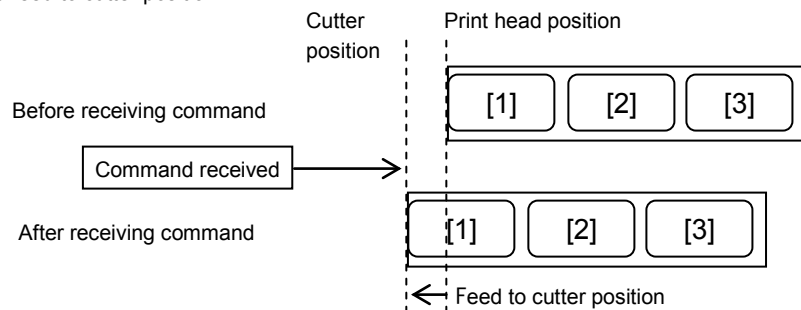 Cutter
position
Print head position
Before receiving command
[1] [2] [3]
Command received
After receiving command
[1] [2] [3]
Feed to cutter position